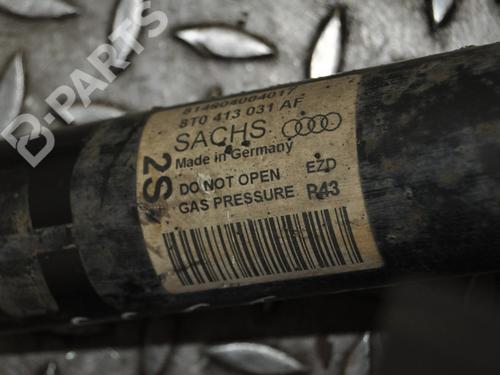 B-PARTS
814904004017
8T0 413 031 AF
SACHS
Made in Germany
2S
DO NOT OPEN
EZD
GAS PRESSURE
R43